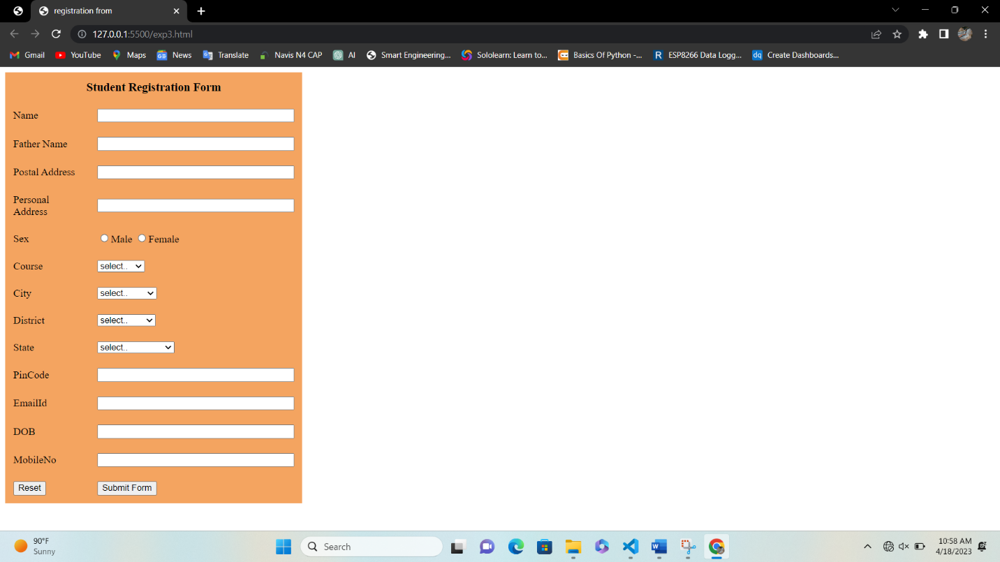 registration from
127.0.0.1:5500/exp3.html
Gmail YouTube Maps News Translate Navis N4 CAP AI Smart Engineering... Sololearn: Learn to... Basics Of Python -... ESP8266 Data Logg... Create Dashboards...
Student Registration Form
Name
Father Name
Postal Address
Personal
Address
Sex Male Female
Course select..
City select..
District select..
State select..
PinCode
EmailId
DOB
MobileNo
Reset Submit Form
90°F
Sunny
Search
10:58 AM
4/18/2023